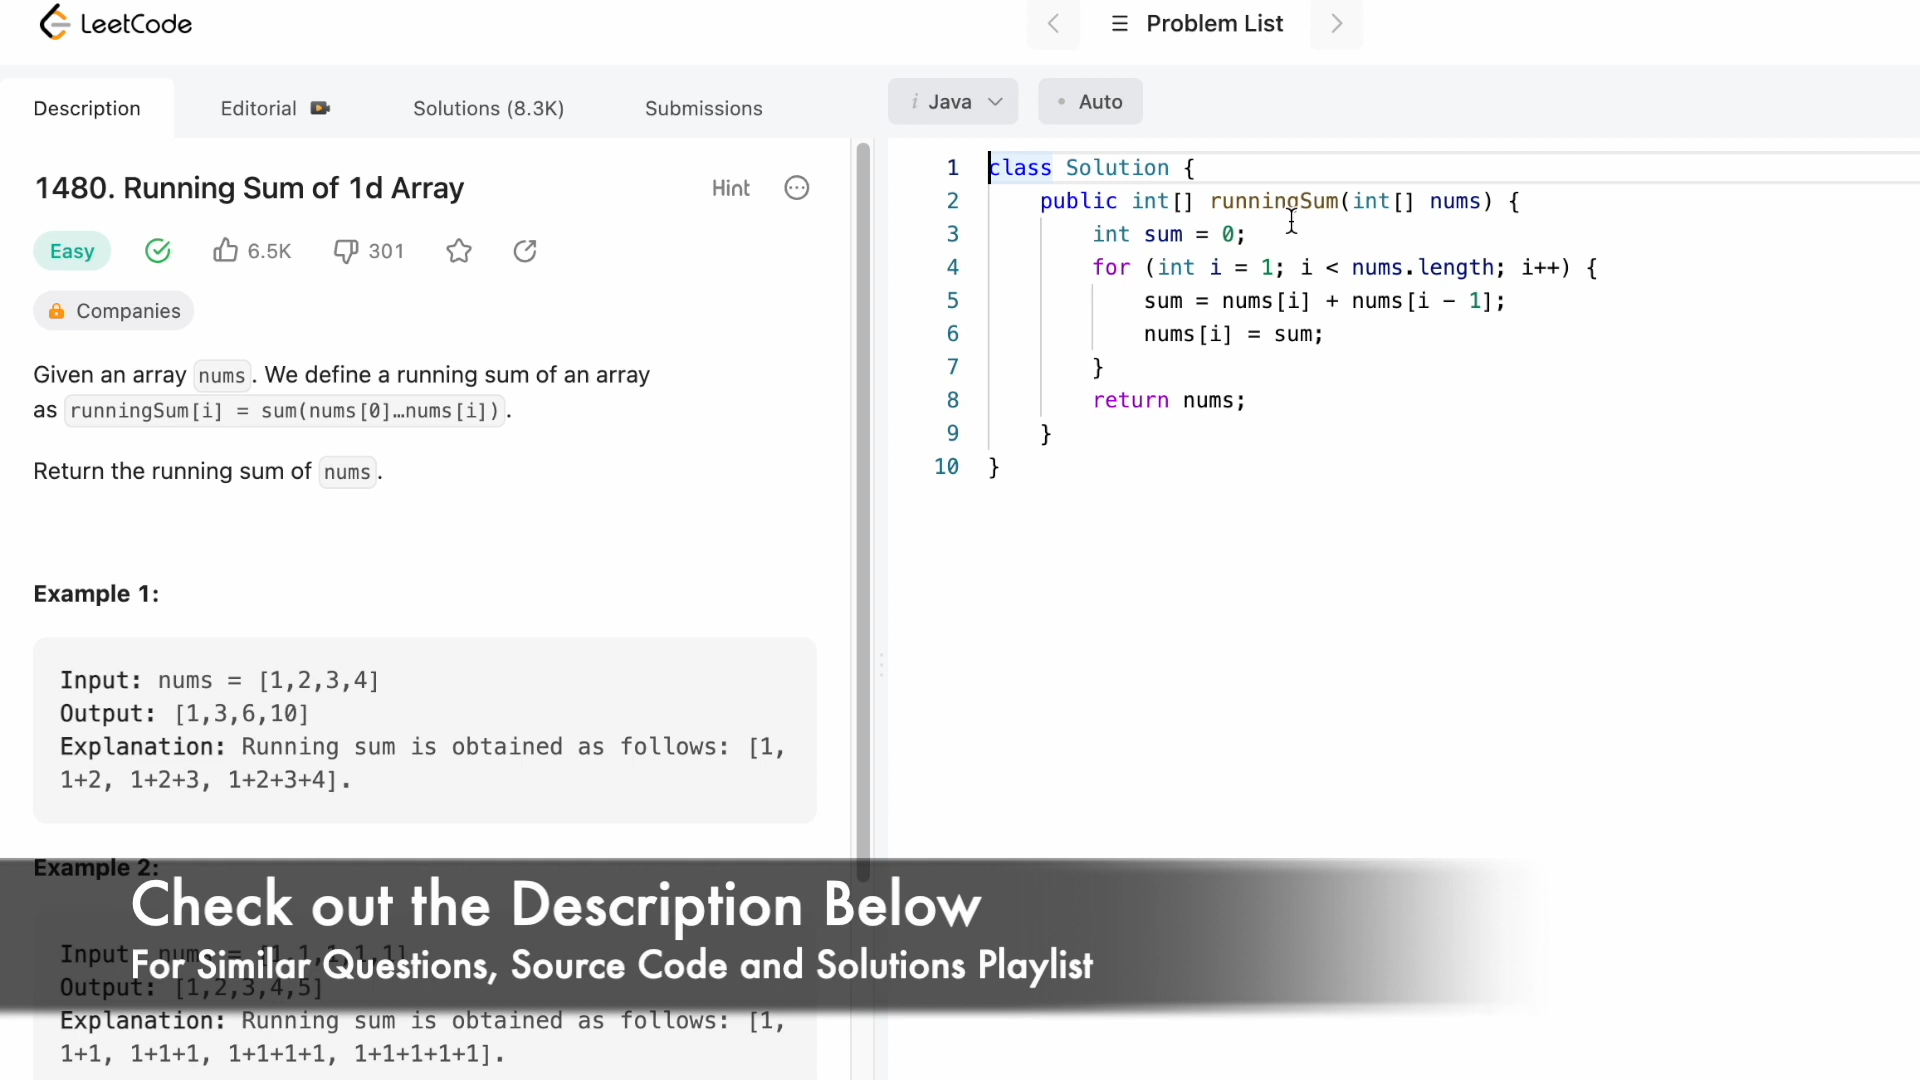 LeetCode
Problem List
Description
Editorial
Solutions (8.3K)
Submissions
Java
Auto
1480. Running Sum of 1d Array
Hint
Easy
6.5K
301
Companies
Given an array nums. We define a running sum of an array
as runningSum[i] = sum(nums[0]…nums[i]).
Return the running sum of nums.
Example 1:
Input: nums = [1,2,3,4]
Output: [1,3,6,10]
Explanation: Running sum is obtained as follows: [1,
1+2, 1+2+3, 1+2+3+4].
Example 2:
Input: nums = [1,1,1,1,1]
Output: [1,2,3,4,5]
Explanation: Running sum is obtained as follows: [1,
1+1, 1+1+1, 1+1+1+1, 1+1+1+1+1].
1 class Solution {
2 public int[] runningSum(int[] nums) {
3 int sum = 0;
4 for (int i = 1; i < nums.length; i++) {
5 sum = nums[i] + nums[i - 1];
6 nums[i] = sum;
7 }
8 return nums;
9 }
10 }
Check out the Description Below
For Similar Questions, Source Code and Solutions Playlist